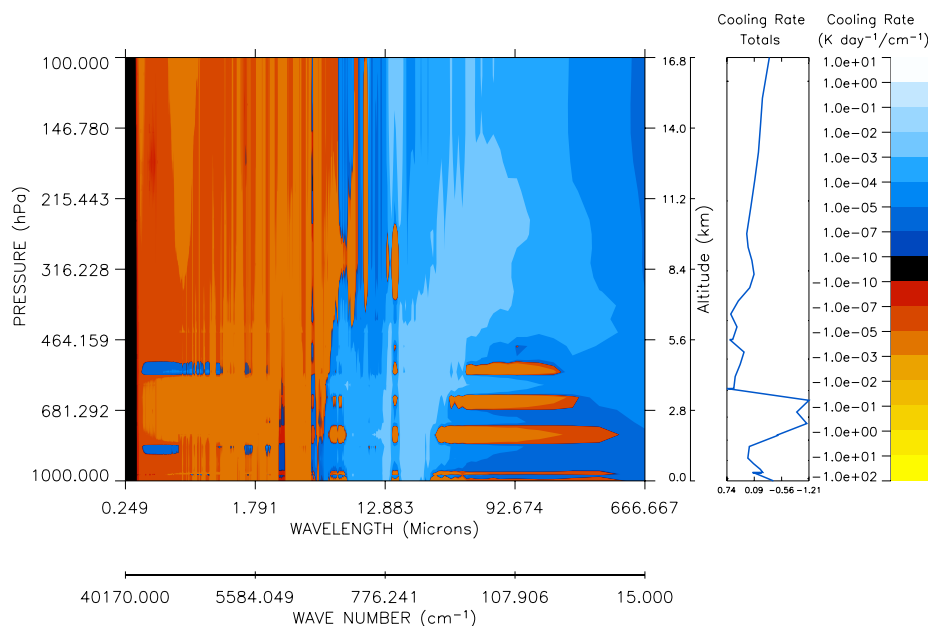 Cooling Rate
Totals
Cooling Rate
(K day⁻¹/cm⁻¹)
100.000
146.780
215.443
316.228
464.159
681.292
1000.000
PRESSURE (hPa)
0.249
1.791
12.883
92.674
666.667
WAVELENGTH (Microns)
16.8
14.0
11.2
8.4
5.6
2.8
0.0
Altitude (km)
0.74 0.09 -0.56 -1.21
1.0e+01
1.0e+00
1.0e-01
1.0e-02
1.0e-03
1.0e-04
1.0e-05
1.0e-07
1.0e-10
-1.0e-10
-1.0e-07
-1.0e-05
-1.0e-03
-1.0e-02
-1.0e-01
-1.0e+00
-1.0e+01
-1.0e+02
40170.000
5584.049
776.241
107.906
15.000
WAVE NUMBER (cm⁻¹)